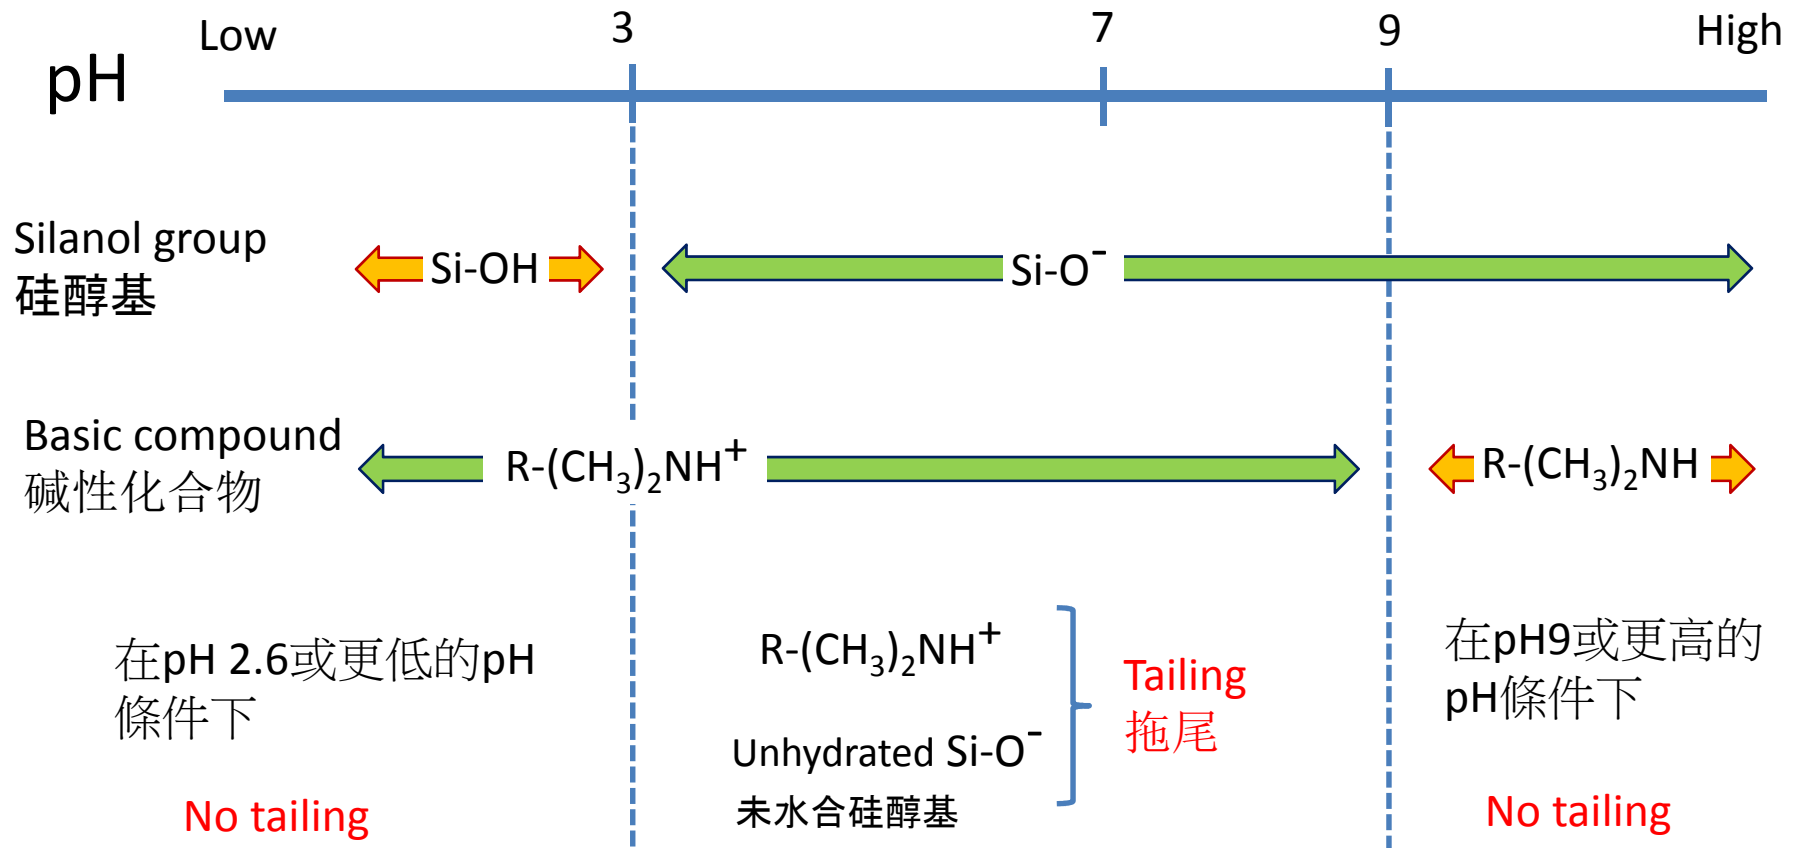 pH
Low
3
7
9
High
Silanol group
硅醇基
Si-OH
Si-O⁻
Basic compound
碱性化合物
R-(CH₃)₂NH⁺
R-(CH₃)₂NH
在pH 2.6或更低的pH
條件下
No tailing
R-(CH₃)₂NH⁺
Unhydrated Si-O⁻
未水合硅醇基
Tailing
拖尾
在pH9或更高的
pH條件下
No tailing